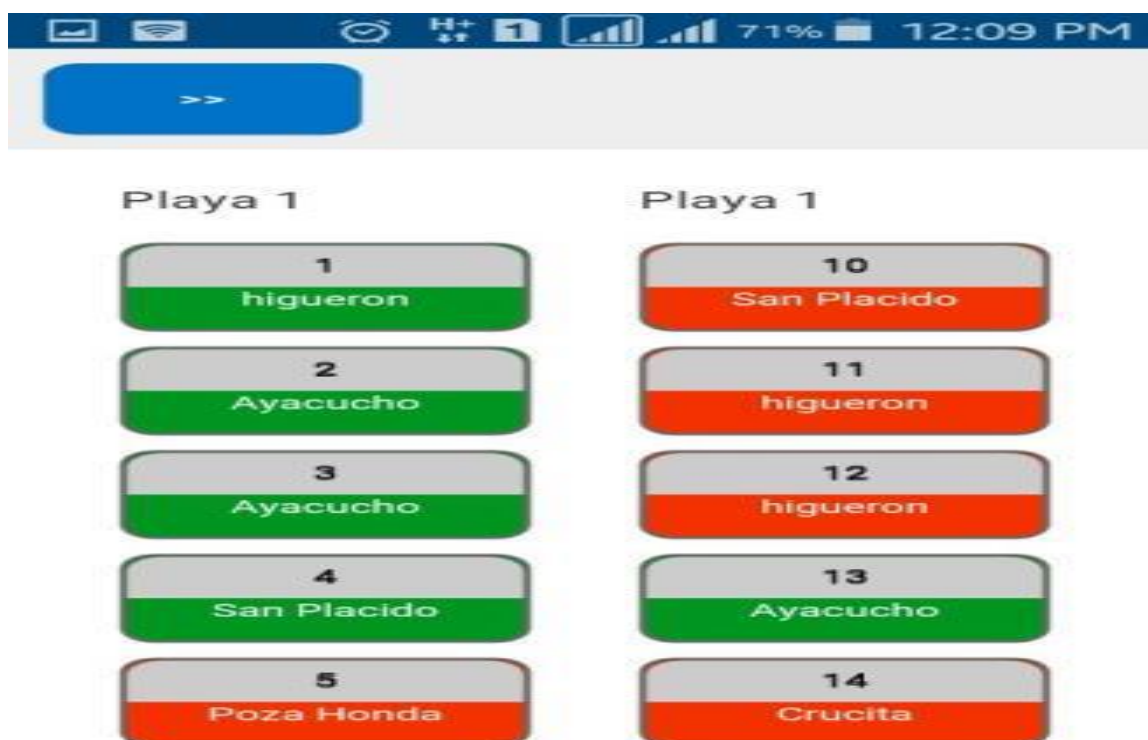 H+ 1 71% 12:09 PM
>>
Playa 1
1
higueron
2
Ayacucho
3
Ayacucho
4
San Placido
5
Poza Honda
Playa 1
10
San Placido
11
higueron
12
higueron
13
Ayacucho
14
Crucita